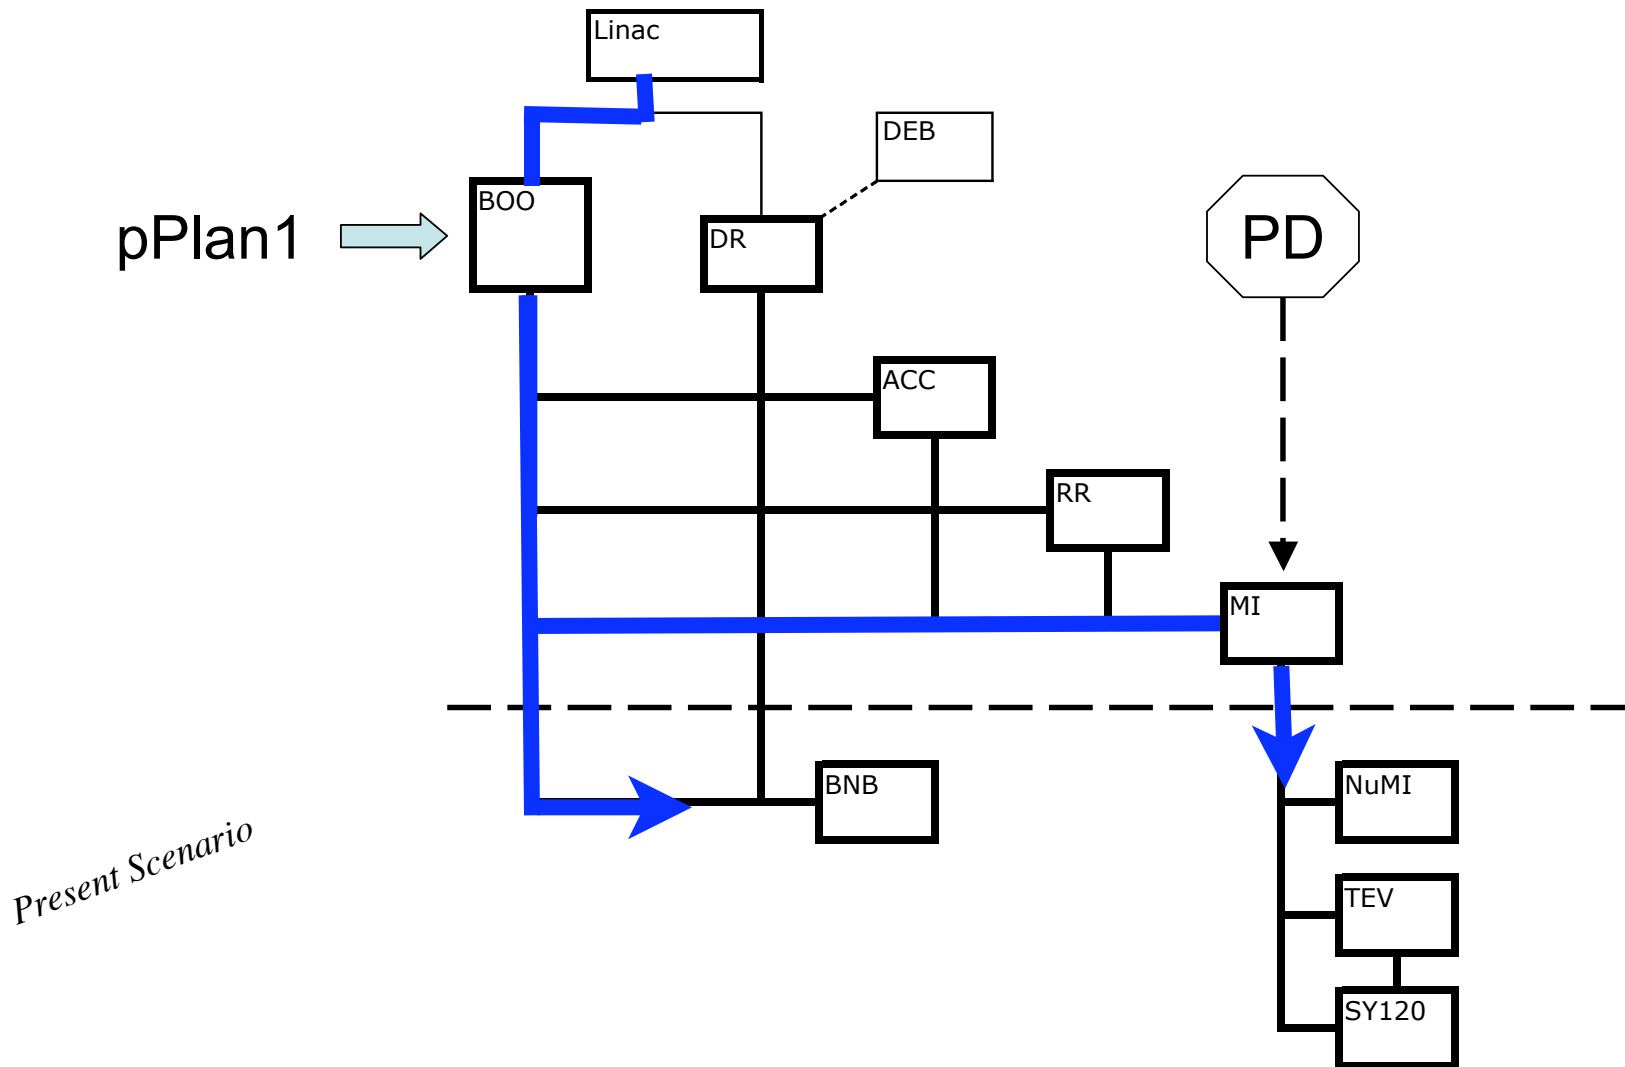 Linac
DEB
BOO
pPlan1
DR
PD
ACC
RR
MI
BNB
NuMI
Present Scenario
TEV
SY120